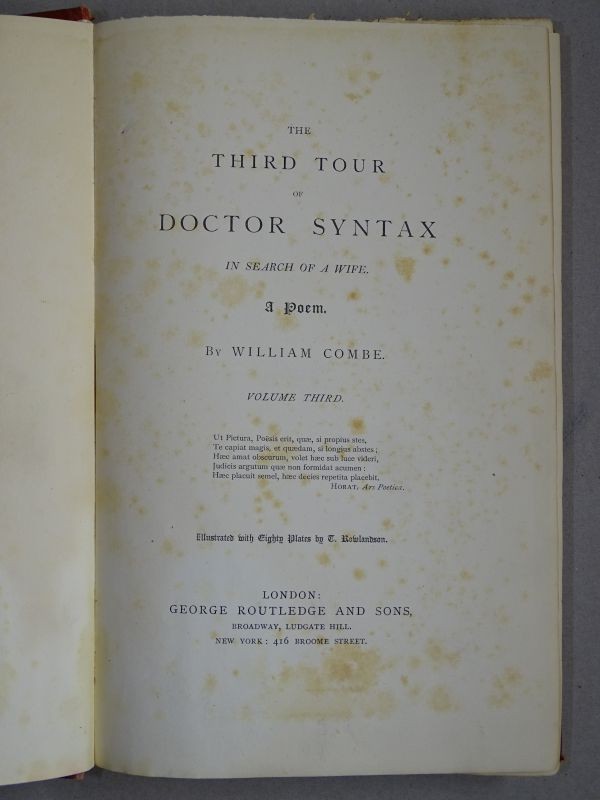 THE
THIRD TOUR
OF
DOCTOR SYNTAX
IN SEARCH OF A WIFE.
A Poem.
BY WILLIAM COMBE.
VOLUME THIRD.
Ut Pictura, Poësis erit, quæ, si propius stes,
Te capiat magis, et quædam, si longius abstes;
Hæc amat obscurum, volet hæc sub luce videri,
Judicis argutum quæ non formidat acumen:
Hæc placuit semel, hæc decies repetita placebit,
HORAT. Ars Poetica.
Illustrated with Eighty Plates by T. Rowlandson.
LONDON:
GEORGE ROUTLEDGE AND SONS,
BROADWAY, LUDGATE HILL.
NEW YORK: 416 BROOME STREET.